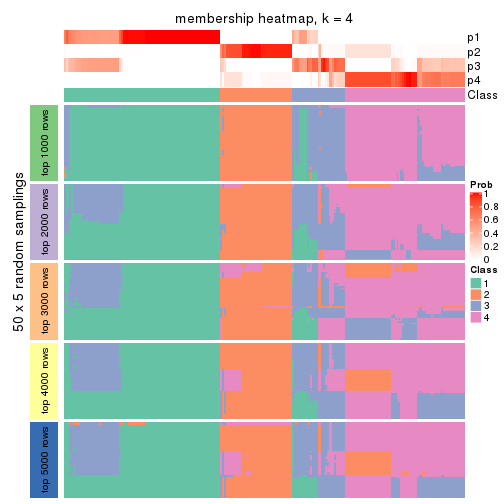 membership heatmap, k = 4
p1
p2
p3
p4
Class
50 x 5 random samplings
top 1000 rows
top 2000 rows
top 3000 rows
top 4000 rows
top 5000 rows
Prob
1
0.8
0.6
0.4
0.2
0
Class
1
2
3
4